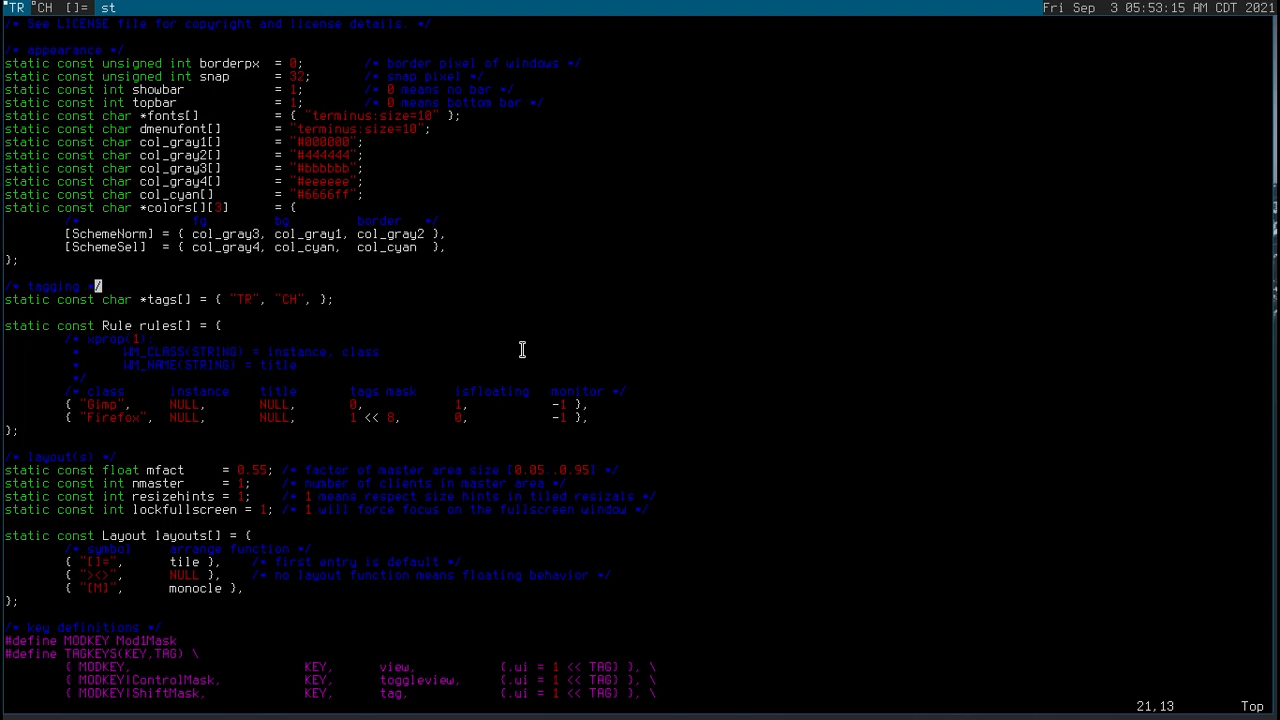 TR CH []= st Fri Sep 3 05:53:15 AM CDT 2021
/* See LICENSE file for copyright and license details. */
/* appearance */
static const unsigned int borderpx = 0; /* border pixel of windows */
static const unsigned int snap = 32; /* snap pixel */
static const int showbar = 1; /* 0 means no bar */
static const int topbar = 1; /* 0 means bottom bar */
static const char *fonts[] = { "terminus:size=10" };
static const char dmenufont[] = "terminus:size=10";
static const char col_gray1[] = "#000000";
static const char col_gray2[] = "#444444";
static const char col_gray3[] = "#bbbbbb";
static const char col_gray4[] = "#eeeeee";
static const char col_cyan[] = "#6666ff";
static const char *colors[][3] = {
/* fg bg border */
[SchemeNorm] = { col_gray3, col_gray1, col_gray2 },
[SchemeSel] = { col_gray4, col_cyan, col_cyan },
};
/* tagging */
static const char *tags[] = { "TR", "CH", };
static const Rule rules[] = {
/* xprop(1):
* WM_CLASS(STRING) = instance, class
* WM_NAME(STRING) = title
*/
/* class instance title tags mask isfloating monitor */
{ "Gimp", NULL, NULL, 0, 1, -1 },
{ "Firefox", NULL, NULL, 1 << 8, 0, -1 },
};
/* layout(s) */
static const float mfact = 0.55; /* factor of master area size [0.05..0.95] */
static const int nmaster = 1; /* number of clients in master area */
static const int resizehints = 1; /* 1 means respect size hints in tiled resizals */
static const int lockfullscreen = 1; /* 1 will force focus on the fullscreen window */
static const Layout layouts[] = {
/* symbol arrange function */
{ "[]=", tile }, /* first entry is default */
{ "><>", NULL }, /* no layout function means floating behavior */
{ "[M]", monocle },
};
/* key definitions */
#define MODKEY Mod1Mask
#define TAGKEYS(KEY,TAG) \
{ MODKEY, KEY, view, {.ui = 1 << TAG} }, \
{ MODKEY|ControlMask, KEY, toggleview, {.ui = 1 << TAG} }, \
{ MODKEY|ShiftMask, KEY, tag, {.ui = 1 << TAG} }, \
21,13 Top